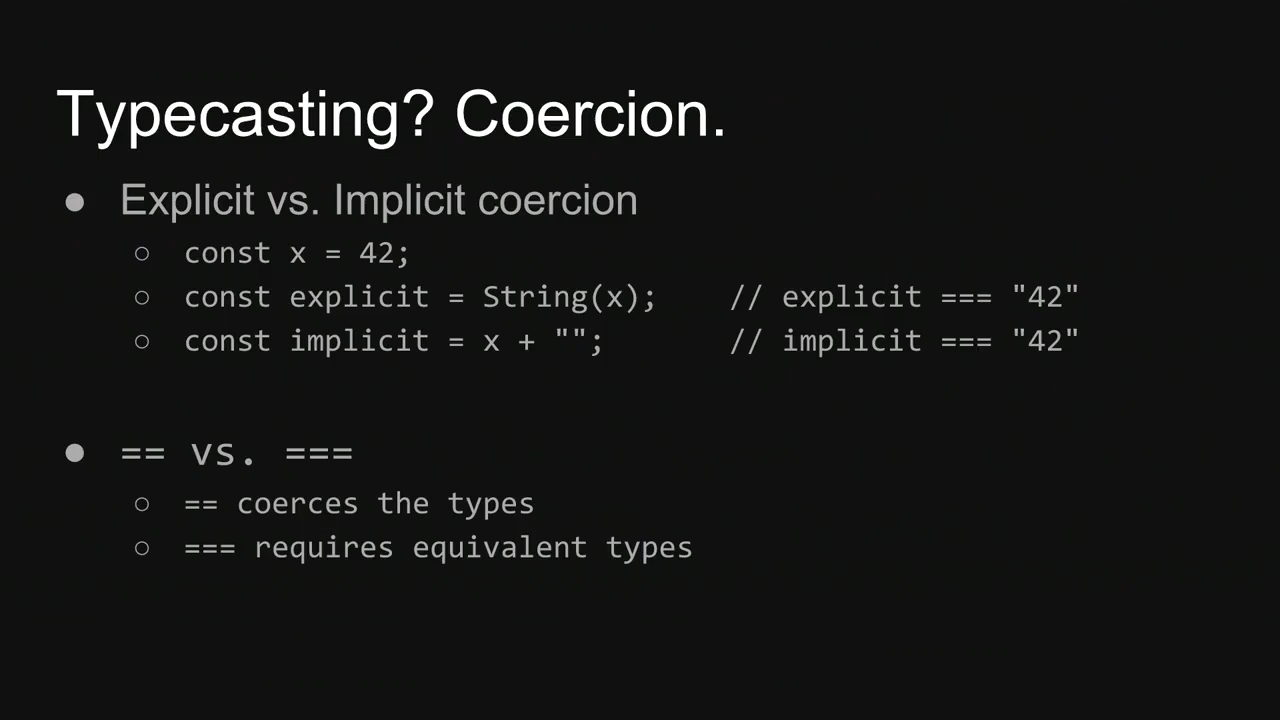 Typecasting? Coercion.
● Explicit vs. Implicit coercion
○ const x = 42;
○ const explicit = String(x); // explicit === "42"
○ const implicit = x + ""; // implicit === "42"
● == vs. ===
○ == coerces the types
○ === requires equivalent types